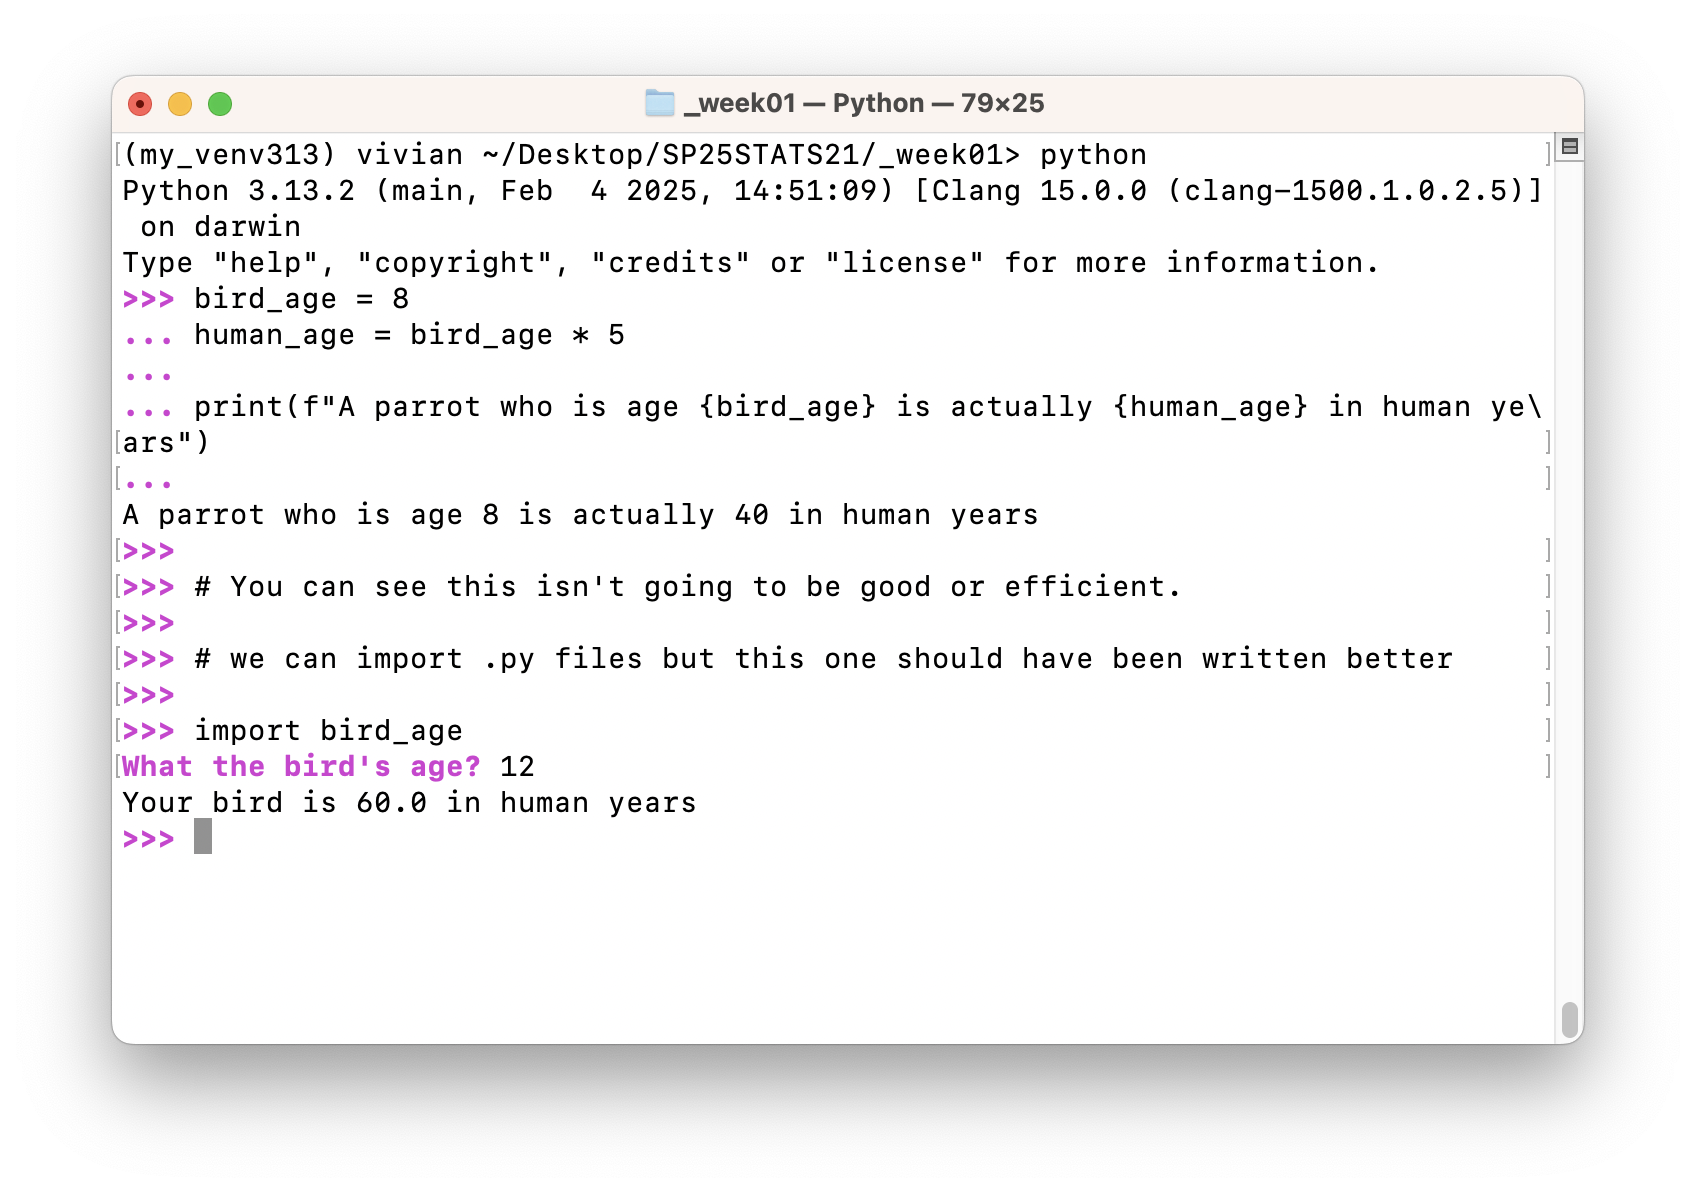 _week01 — Python — 79×25
(my_venv313) vivian ~/Desktop/SP25STATS21/_week01> python
Python 3.13.2 (main, Feb  4 2025, 14:51:09) [Clang 15.0.0 (clang-1500.1.0.2.5)]
 on darwin
Type "help", "copyright", "credits" or "license" for more information.
>>> bird_age = 8
... human_age = bird_age * 5
...
... print(f"A parrot who is age {bird_age} is actually {human_age} in human ye\
ars")
...
A parrot who is age 8 is actually 40 in human years
>>>
>>> # You can see this isn't going to be good or efficient.
>>>
>>> # we can import .py files but this one should have been written better
>>>
>>> import bird_age
What the bird's age? 12
Your bird is 60.0 in human years
>>>